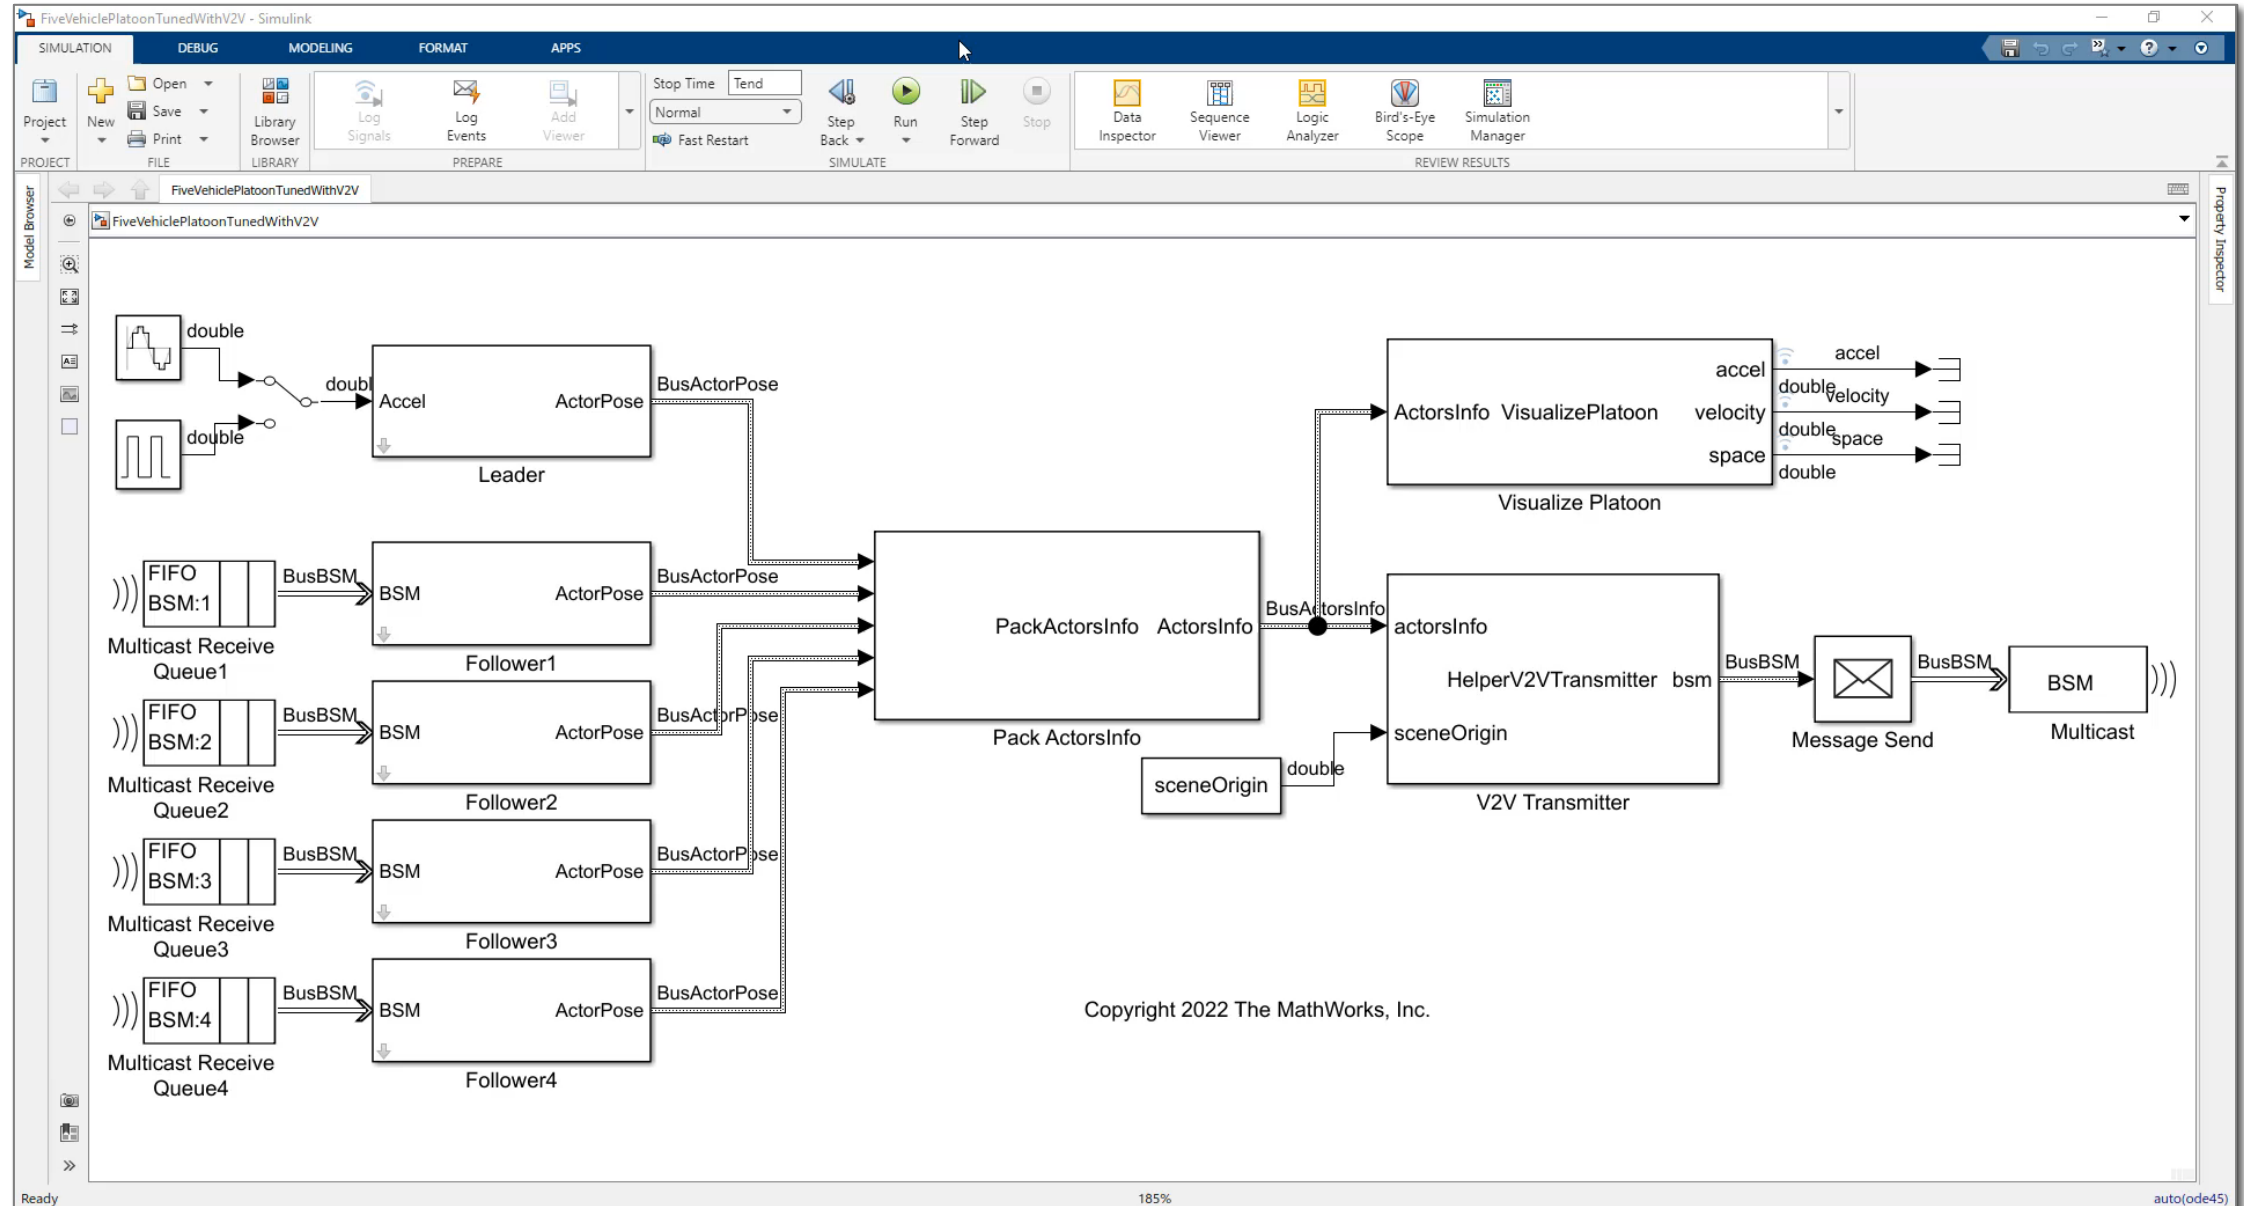 FiveVehiclePlatoonTunedWithV2V - Simulink
SIMULATION DEBUG MODELING FORMAT APPS
Project
New
Open
Save
Print
Library
Browser
Log
Signals
Log
Events
Add
Viewer
Stop Time Tend
Normal
Fast Restart
Step
Back
Run
Step
Forward
Stop
Data
Inspector
Sequence
Viewer
Logic
Analyzer
Bird's-Eye
Scope
Simulation
Manager
PROJECT FILE LIBRARY PREPARE SIMULATE REVIEW RESULTS
Model Browser
FiveVehiclePlatoonTunedWithV2V
FiveVehiclePlatoonTunedWithV2V
Property Inspector
double
doubl
Accel ActorPose
Leader
BusActorPose
double
FIFO
BSM:1
Multicast Receive
Queue1
BusBSM
BSM ActorPose
Follower1
BusActorPose
FIFO
BSM:2
Multicast Receive
Queue2
BusBSM
BSM ActorPose
Follower2
BusActorPose
FIFO
BSM:3
Multicast Receive
Queue3
BusBSM
BSM ActorPose
Follower3
BusActorPose
FIFO
BSM:4
Multicast Receive
Queue4
BusBSM
BSM ActorPose
Follower4
BusActorPose
PackActorsInfo ActorsInfo
Pack ActorsInfo
BusActorsInfo
ActorsInfo VisualizePlatoon
accel
velocity
space
Visualize Platoon
accel
double
velocity
double
space
double
actorsInfo
HelperV2VTransmitter bsm
sceneOrigin
V2V Transmitter
sceneOrigin
double
BusBSM
Message Send
BusBSM
BSM
Multicast
Copyright 2022 The MathWorks, Inc.
Ready 185% auto(ode45)